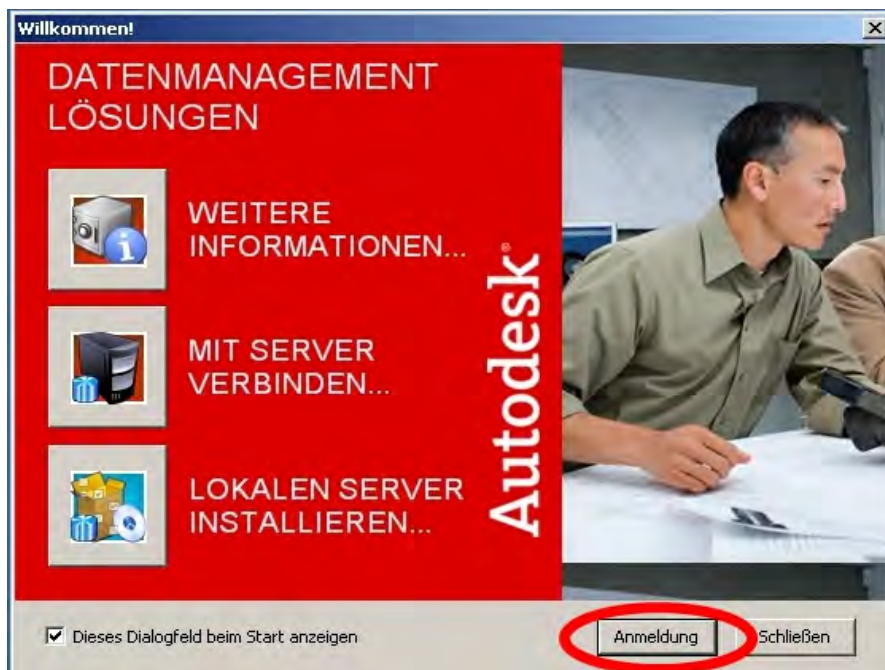 Willkommen!
DATENMANAGEMENT
LÖSUNGEN
WEITERE
INFORMATIONEN...
MIT SERVER
VERBINDEN...
LOKALEN SERVER
INSTALLIEREN...
Autodesk®
Dieses Dialogfeld beim Start anzeigen
Anmeldung
Schließen